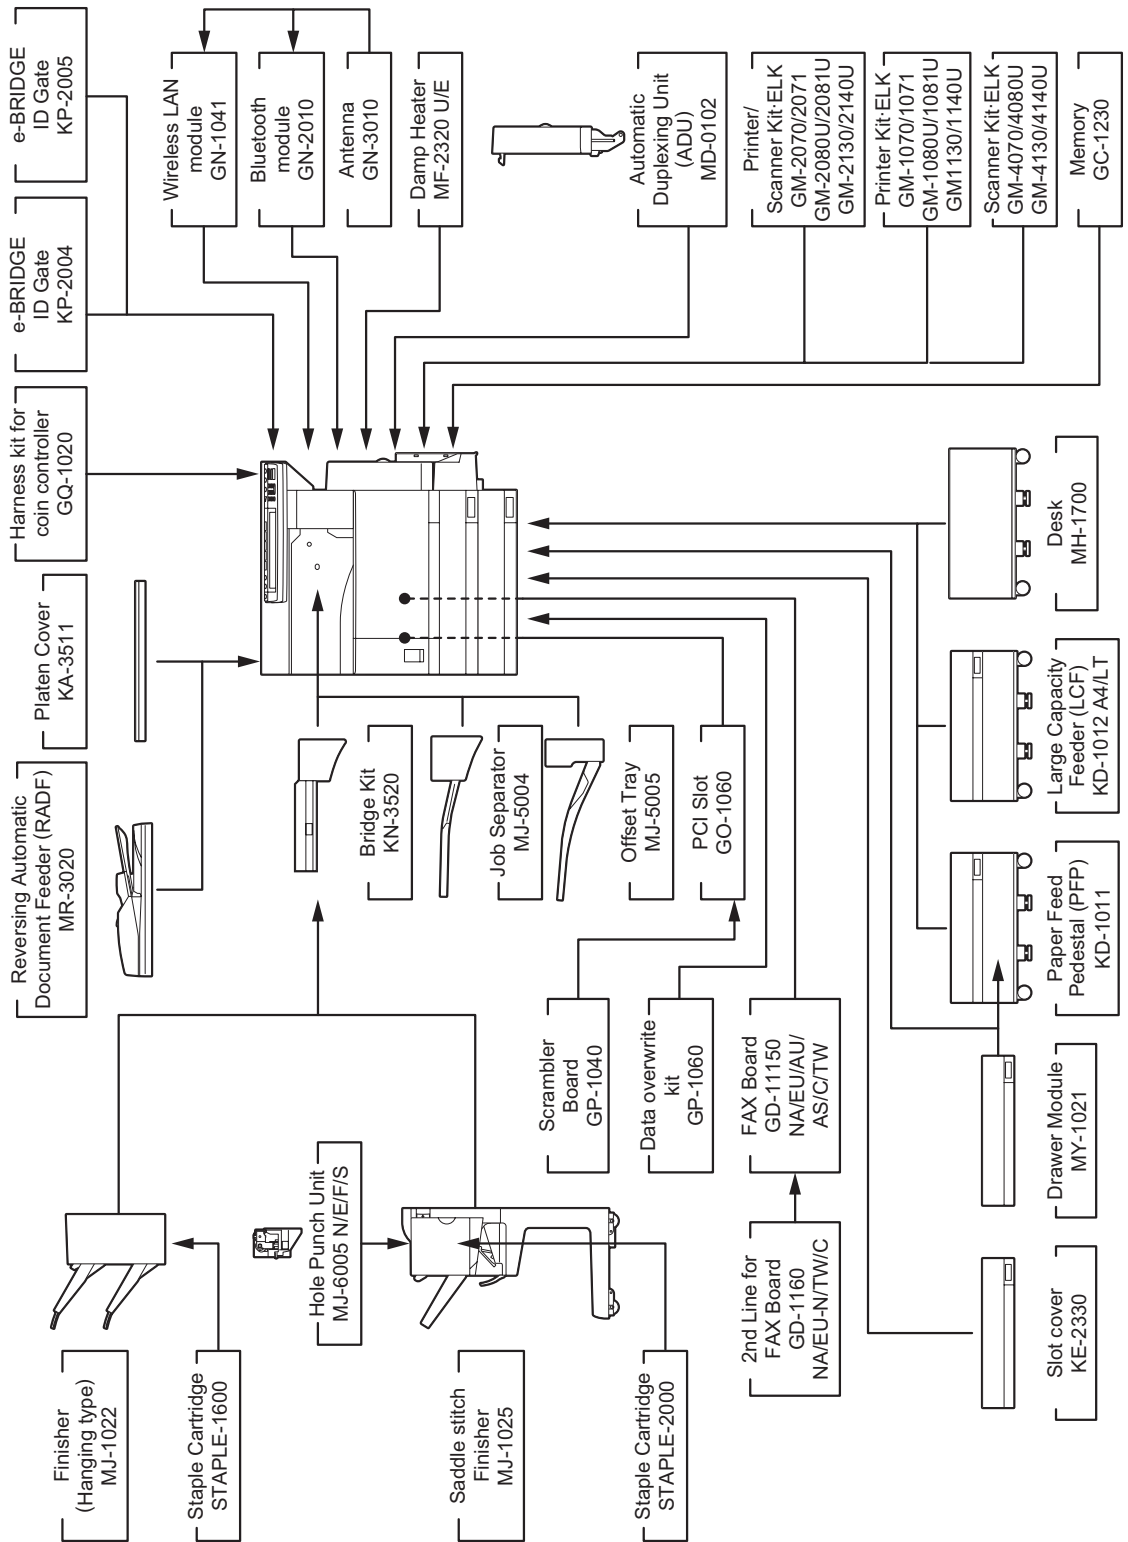 Finisher
(Hanging type)
MJ-1022
Staple Cartridge
STAPLE-1600
Saddle stitch
Finisher
MJ-1025
Staple Cartridge
STAPLE-2000
Hole Punch Unit
MJ-6005 N/E/F/S
2nd Line for
FAX Board
GD-1160
NA/EU-N/TW/C
Slot cover
KE-2330
Reversing Automatic
Document Feeder (RADF)
MR-3020
Platen Cover
KA-3511
Harness kit for
coin controller
GQ-1020
e-BRIDGE
ID Gate
KP-2004
e-BRIDGE
ID Gate
KP-2005
Bridge Kit
KN-3520
Job Separator
MJ-5004
Offset Tray
MJ-5005
PCI Slot
GO-1060
Scrambler
Board
GP-1040
Data overwrite
kit
GP-1060
FAX Board
GD-11150
NA/EU/AU/
AS/C/TW
Drawer Module
MY-1021
Paper Feed
Pedestal (PFP)
KD-1011
Large Capacity
Feeder (LCF)
KD-1012 A4/LT
Desk
MH-1700
Wireless LAN
module
GN-1041
Bluetooth
module
GN-2010
Antenna
GN-3010
Damp Heater
MF-2320 U/E
Automatic
Duplexing Unit
(ADU)
MD-0102
Printer/
Scanner Kit·ELK
GM-2070/2071
GM-2080U/2081U
GM-2130/2140U
Printer Kit·ELK
GM-1070/1071
GM-1080U/1081U
GM1130/1140U
Scanner Kit·ELK
GM-4070/4080U
GM-4130/4140U
Memory
GC-1230